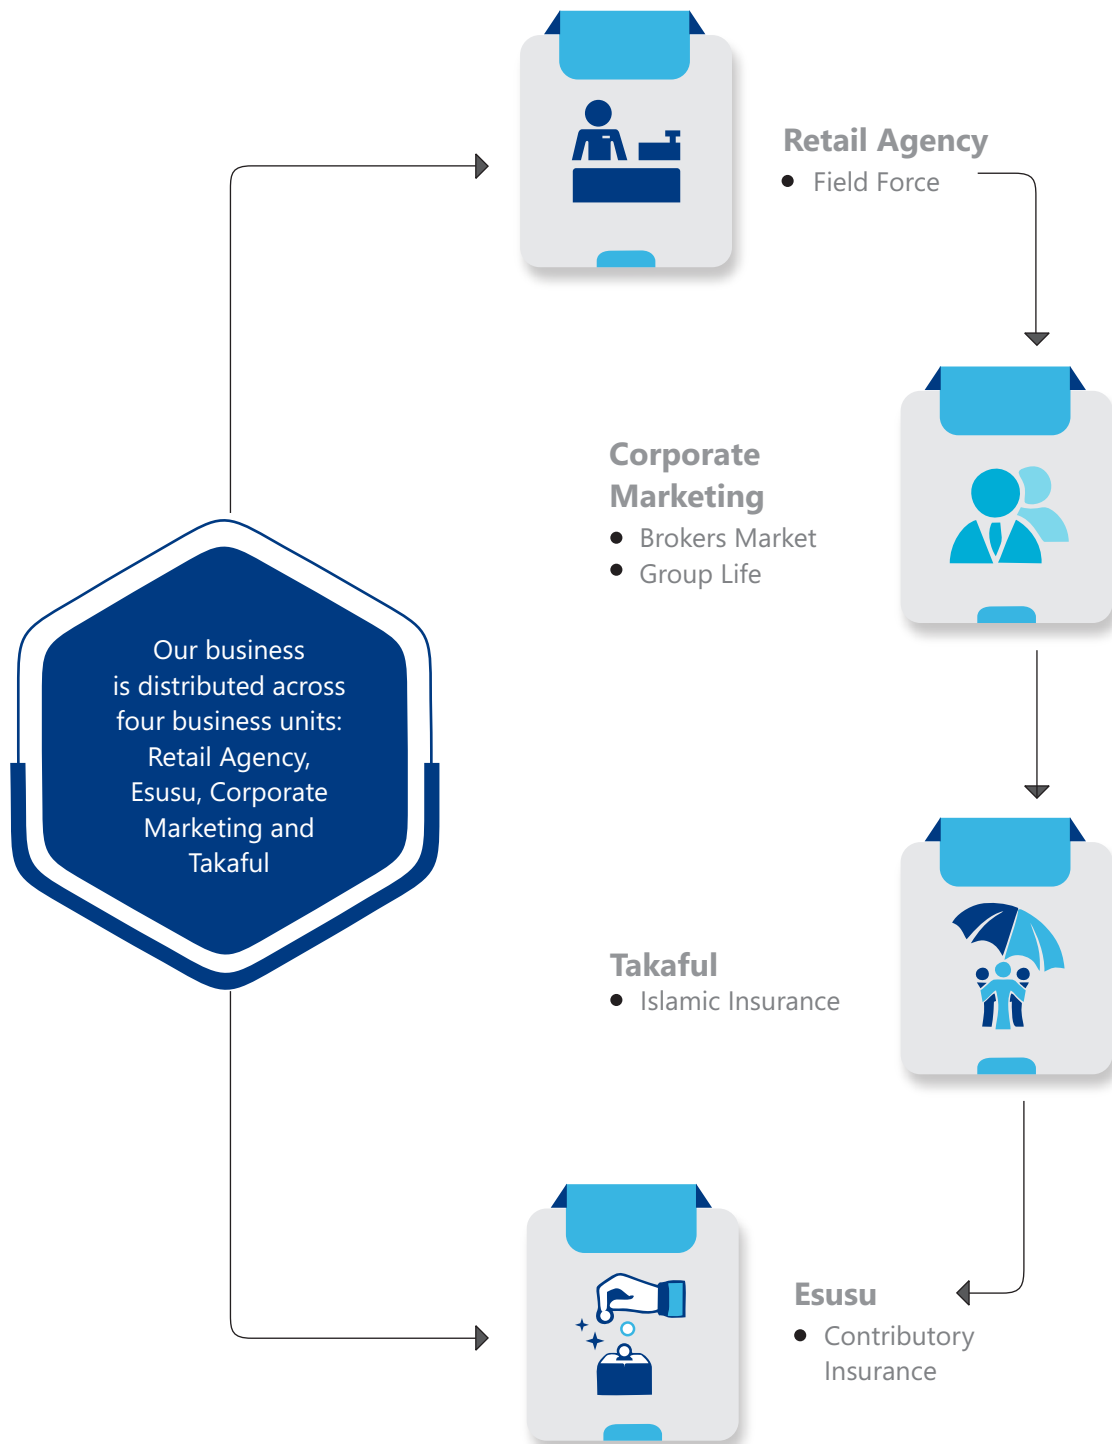 Retail Agency
• Field Force
Corporate
Marketing
• Brokers Market
• Group Life
Our business
is distributed across
four business units:
Retail Agency,
Esusu, Corporate
Marketing and
Takaful
Takaful
• Islamic Insurance
Esusu
• Contributory
Insurance